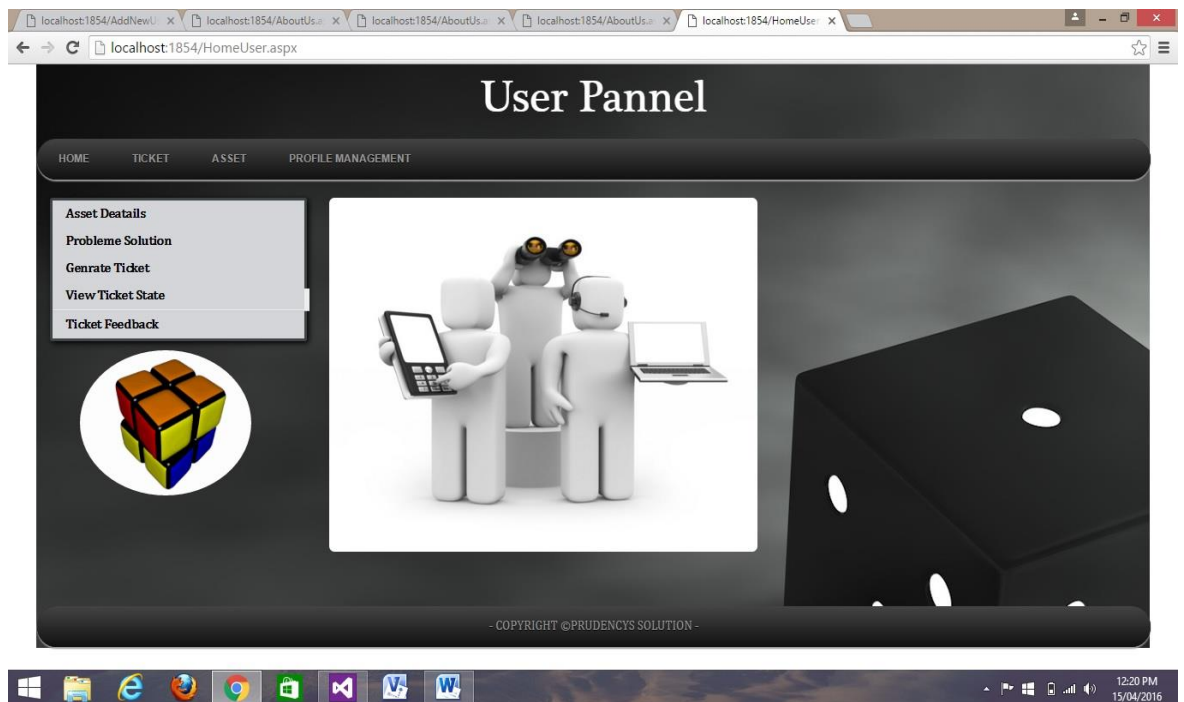 localhost:1854/AddNewU
localhost:1854/AboutUs.a
localhost:1854/AboutUs.a
localhost:1854/AboutUs.a
localhost:1854/HomeUser
localhost:1854/HomeUser.aspx
User Pannel
HOME TICKET ASSET PROFILE MANAGEMENT
Asset Deatails
Probleme Solution
Genrate Ticket
View Ticket State
Ticket Feedback
- COPYRIGHT ©PRUDENCYS SOLUTION -
12:20 PM
15/04/2016